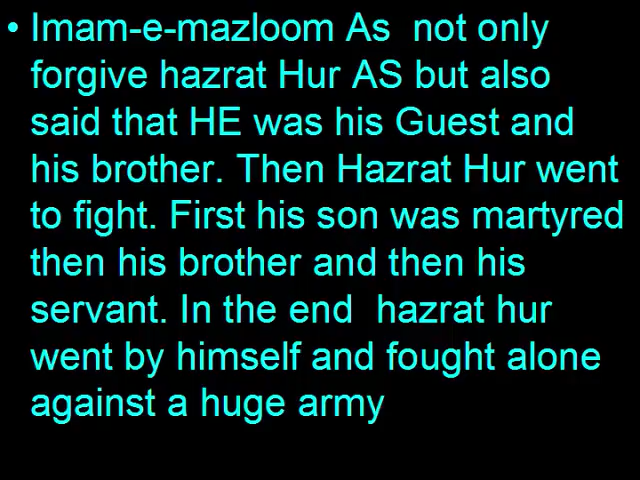 • Imam-e-mazloom As  not only
forgive hazrat Hur AS but also
said that HE was his Guest and
his brother. Then Hazrat Hur went
to fight. First his son was martyred
then his brother and then his
servant. In the end  hazrat hur
went by himself and fought alone
against a huge army